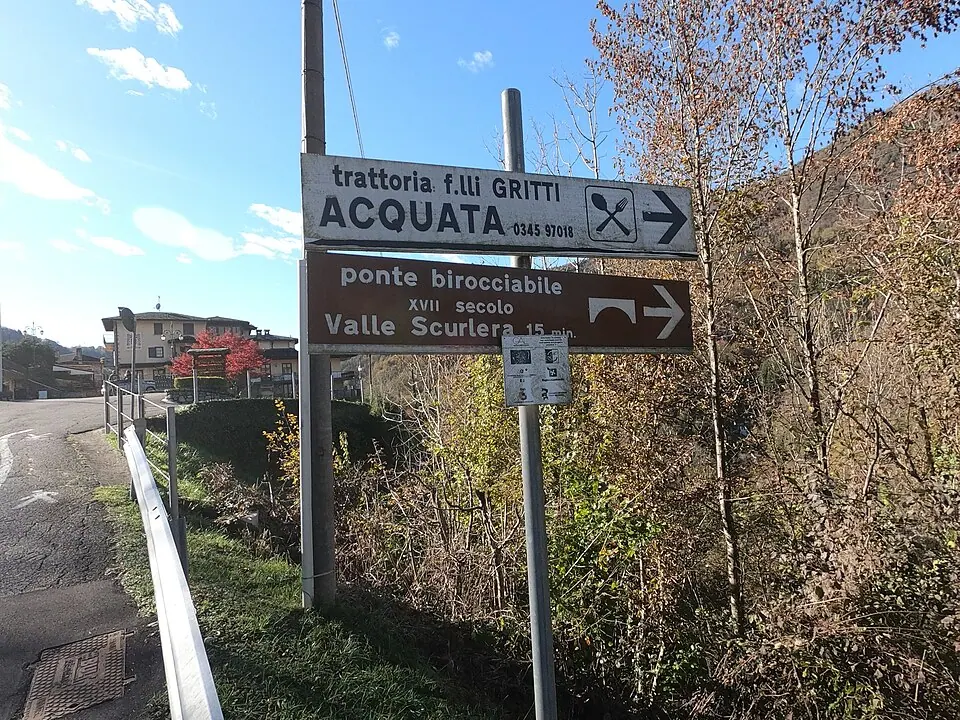 trattoria f.lli GRITTI
ACQUATA 0345 97018
ponte birocciabile
XVII secolo
Valle Scurlera 15 min.